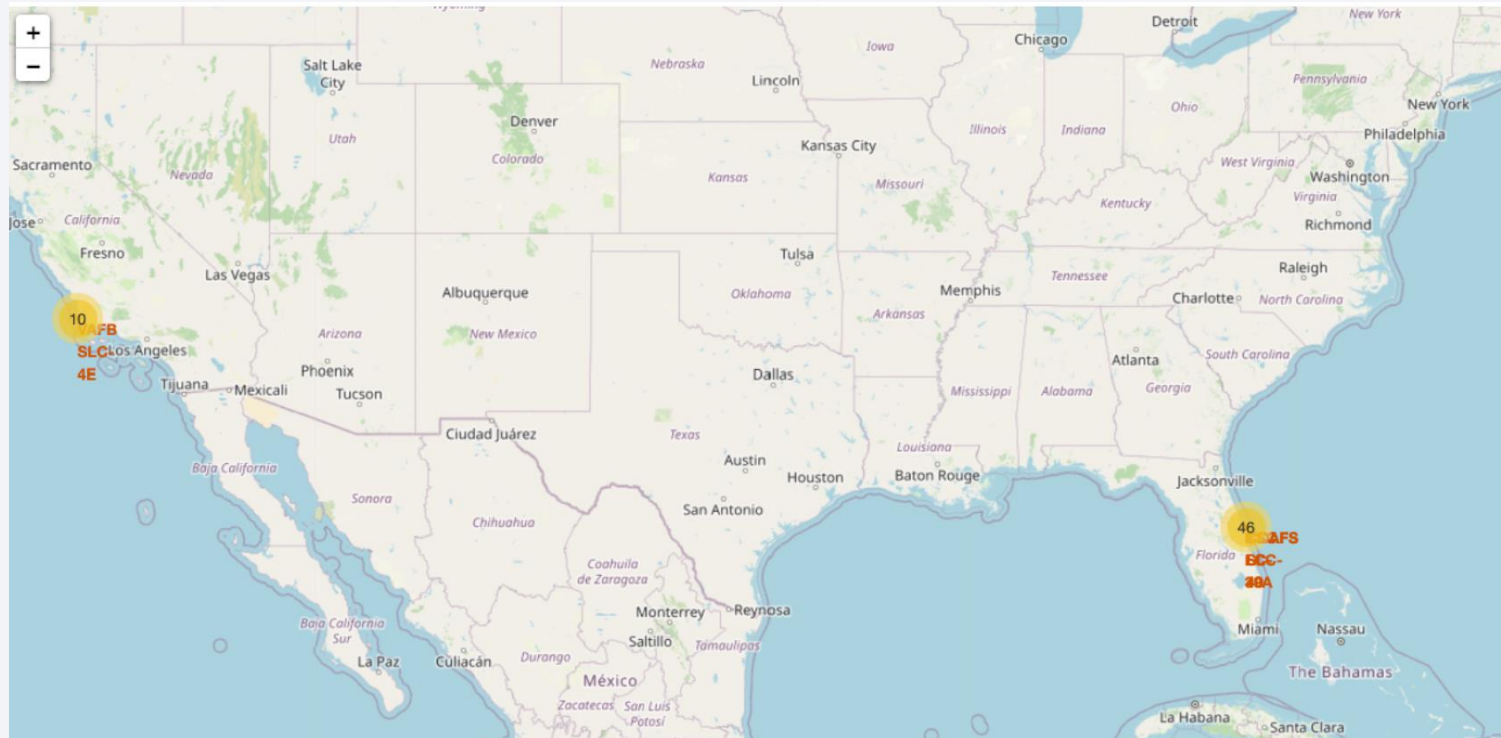 +
−
Wyoming
Detroit
New York
Chicago
Iowa
Salt Lake
City
Nebraska
Lincoln
Pennsylvania
New York
Denver
Ohio
Illinois
Indiana
Philadelphia
Utah
Colorado
Kansas City
Sacramento
Nevada
Kansas
Missouri
West Virginia
Washington
Virginia
Jose
California
Kentucky
Richmond
Fresno
Las Vegas
Tulsa
Tennessee
Raleigh
Albuquerque
Oklahoma
Memphis
Charlotte
North Carolina
10
VAFB
SLC-
4E
Los Angeles
Arizona
New Mexico
Arkansas
South Carolina
Atlanta
Phoenix
Dallas
Tijuana
Mexicali
Tucson
Mississippi
Alabama
Georgia
Ciudad Juárez
Texas
Louisiana
Baja California
Austin
Houston
Baton Rouge
Jacksonville
Sonora
San Antonio
Chihuahua
46
Florida
Coahuila
de Zaragoza
Monterrey
Reynosa
Baja California
Sur
Saltillo
Tamaulipas
Miami
Nassau
La Paz
Culiacán
Durango
México
The Bahamas
Zacatecas
San Luis
Potosí
La Habana
Santa Clara